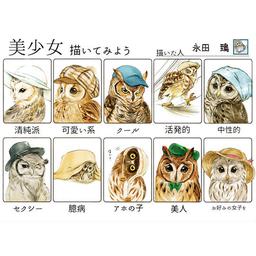 美少女 描いてみよう
描いた人 永田 鵄
清純派 可愛い系 クール 活発的 中性的
セクシー 臆病 アホの子 美人 お好みの女子を